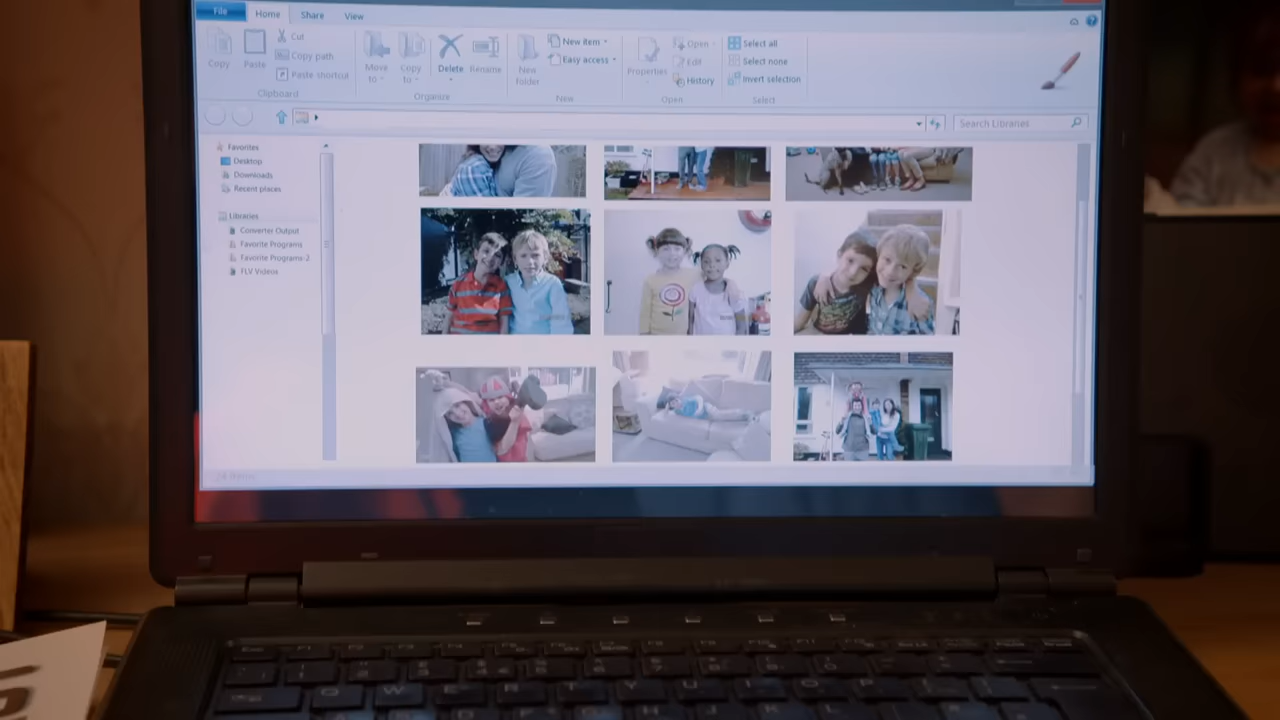 File Home Share View
Copy
Paste
Cut
Copy path
Paste shortcut
Clipboard
Move to
Copy to
Delete
Rename
Organise
New folder
New item
Easy access
New
Properties
Open
Edit
History
Open
Select all
Select none
Invert selection
Select
Search Libraries
Favorites
Desktop
Downloads
Recent places
Libraries
Converter Output
Favorite Programs
Favorite Programs-2
FLV Videos
Q W E R T Y U I O P